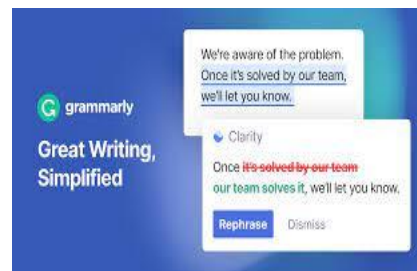 grammarly
Great Writing,
Simplified
We're aware of the problem.
Once it's solved by our team,
we'll let you know.
Clarity
Once it's solved by our team
our team solves it, we'll let you know.
Rephrase Dismiss